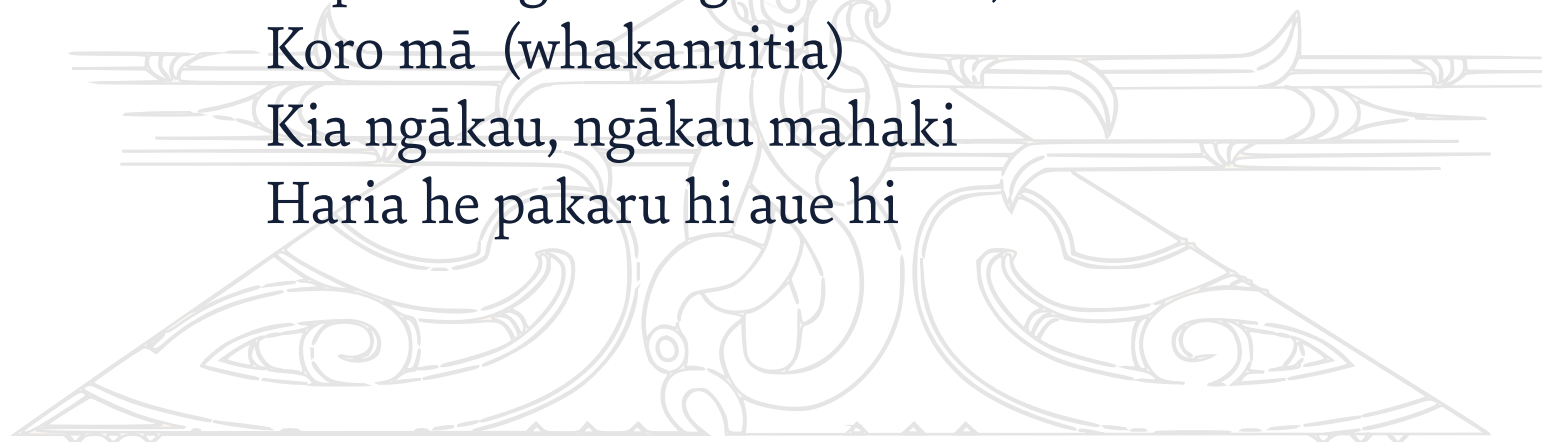 Koro mā (whakanuitia)
Kia ngākau, ngākau mahaki
Haria he pakaru hi aue hi